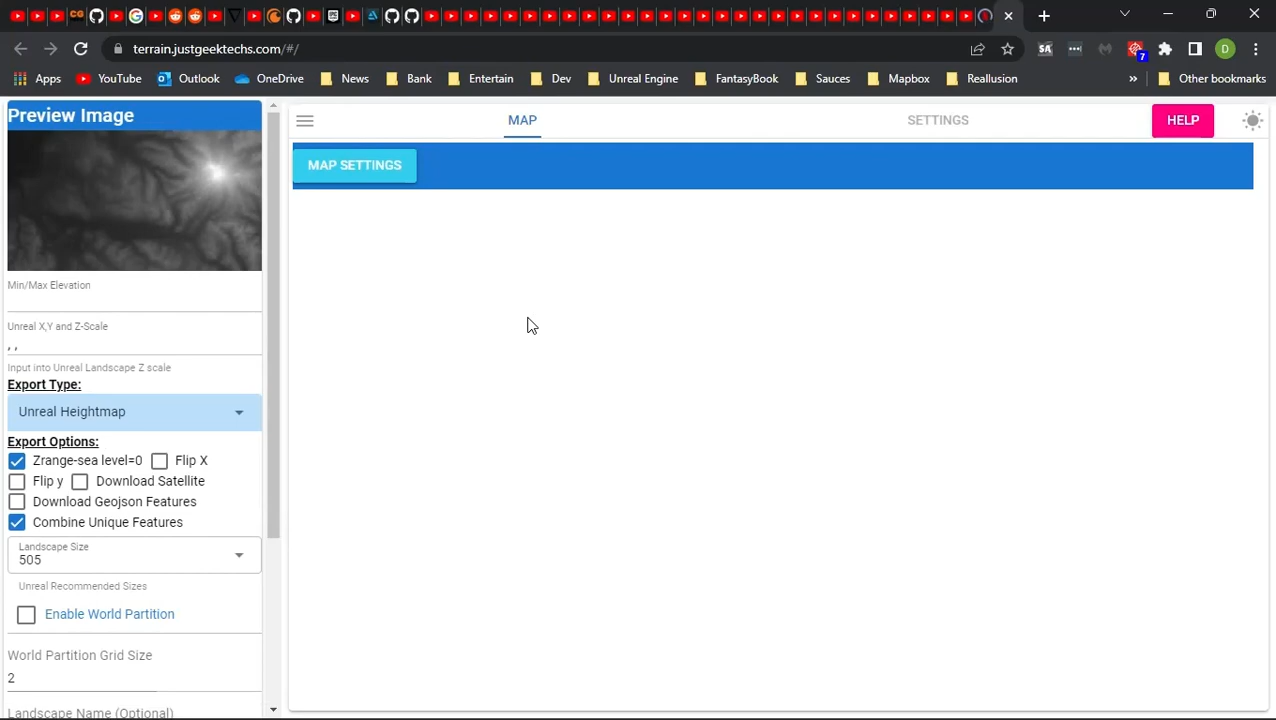 terrain.justgeektechs.com/#/
7
D
Apps
YouTube
Outlook
OneDrive
News
Bank
Entertain
Dev
Unreal Engine
FantasyBook
Sauces
Mapbox
Reallusion
»
Other bookmarks
Preview Image
Min/Max Elevation
Unreal X,Y and Z-Scale
, ,
Input into Unreal Landscape Z scale
Export Type:
Unreal Heightmap
Export Options:
Zrange-sea level=0
Flip X
Flip y
Download Satellite
Download Geojson Features
Combine Unique Features
Landscape Size
505
Unreal Recommended Sizes
Enable World Partition
World Partition Grid Size
2
Landscape Name (Optional)
MAP
SETTINGS
HELP
MAP SETTINGS